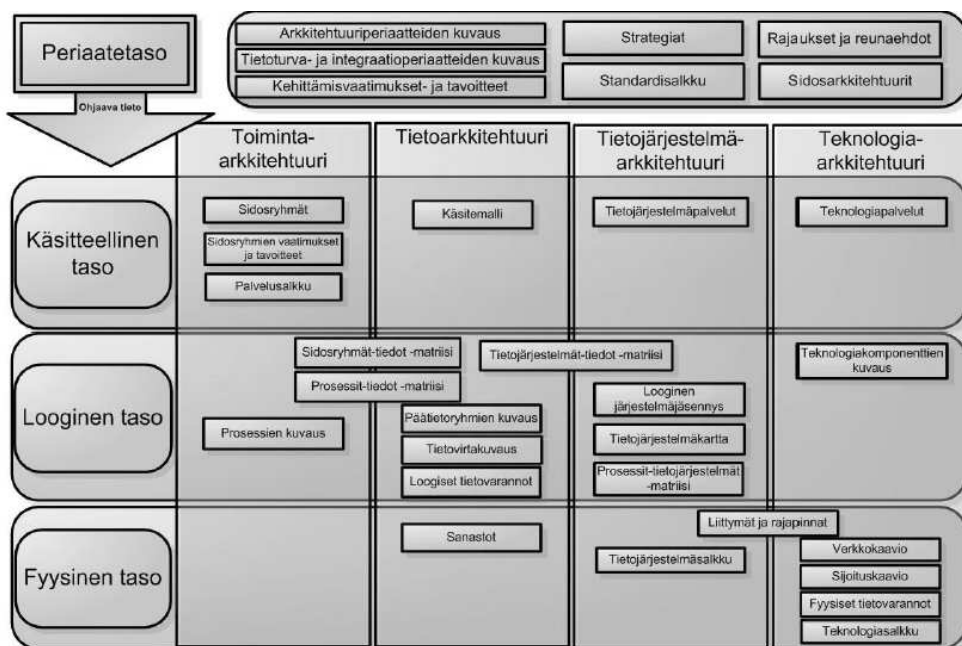 Periaatetaso
Ohjaava tieto
Arkkitehtuuriperiaatteiden kuvaus
Tietoturva- ja integraatioperiaatteiden kuvaus
Kehittämisvaatimukset- ja tavoitteet
Strategiat
Standardisalkku
Rajaukset ja reunaehdot
Sidosarkkitehtuurit
Toiminta-
arkkitehtuuri
Tietoarkkitehtuuri
Tietojärjestelmä-
arkkitehtuuri
Teknologia-
arkkitehtuuri
Käsitteellinen
taso
Sidosryhmät
Sidosryhmien vaatimukset
ja tavoitteet
Palvelusalkku
Käsitemalli
Tietojärjestelmäpalvelut
Teknologiapalvelut
Looginen taso
Sidosryhmät-tiedot -matriisi
Prosessit-tiedot -matriisi
Tietojärjestelmät-tiedot -matriisi
Prosessien kuvaus
Päätietoryhmien kuvaus
Tietovirtakuvaus
Loogiset tietovarannot
Looginen
järjestelmäjäsennys
Tietojärjestelmäkartta
Prosessit-tietojärjestelmät
-matriisi
Teknologiakomponenttien
kuvaus
Fyysinen taso
Sanastot
Liittymät ja rajapinnat
Tietojärjestelmäsalkku
Verkkokaavio
Sijoituskaavio
Fyysiset tietovarannot
Teknologiasalkku